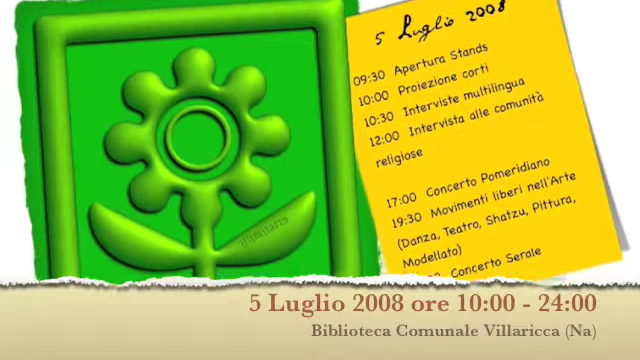 5 Luglio 2008
09:30 Apertura Stands
10:00 Proiezione corti
10:30 Interviste multilingua
12:00 Intervista alle comunità
religiose
17:00 Concerto Pomeridiano
19:30 Movimenti liberi nell'Arte
(Danza, Teatro, Shatzu, Pittura,
Modellato)
Concerto Serale
illimitarte
5 Luglio 2008 ore 10:00 - 24:00
Biblioteca Comunale Villaricca (Na)